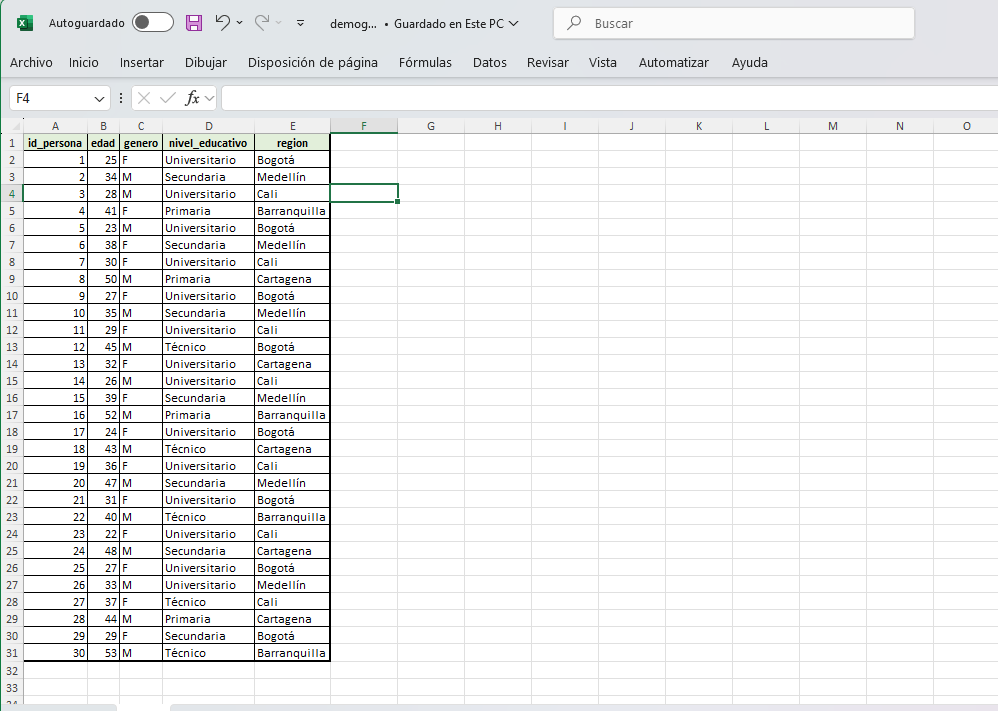 Autoguardado demog... • Guardado en Este PC Buscar
Archivo Inicio Insertar Dibujar Disposición de página Fórmulas Datos Revisar Vista Automatizar Ayuda
F4 fx
A B C D E F G H I J K L M N O
1 id_persona edad genero nivel_educativo region
2 1 25 F Universitario Bogotá
3 2 34 M Secundaria Medellín
4 3 28 M Universitario Cali
5 4 41 F Primaria Barranquilla
6 5 23 M Universitario Bogotá
7 6 38 F Secundaria Medellín
8 7 30 F Universitario Cali
9 8 50 M Primaria Cartagena
10 9 27 F Universitario Bogotá
11 10 35 M Secundaria Medellín
12 11 29 F Universitario Cali
13 12 45 M Técnico Bogotá
14 13 32 F Universitario Cartagena
15 14 26 M Universitario Cali
16 15 39 F Secundaria Medellín
17 16 52 M Primaria Barranquilla
18 17 24 F Universitario Bogotá
19 18 43 M Técnico Cartagena
20 19 36 F Universitario Cali
21 20 47 M Secundaria Medellín
22 21 31 F Universitario Bogotá
23 22 40 M Técnico Barranquilla
24 23 22 F Universitario Cali
25 24 48 M Secundaria Cartagena
26 25 27 F Universitario Bogotá
27 26 33 M Universitario Medellín
28 27 37 F Técnico Cali
29 28 44 M Primaria Cartagena
30 29 29 F Secundaria Bogotá
31 30 53 M Técnico Barranquilla
32
33
34